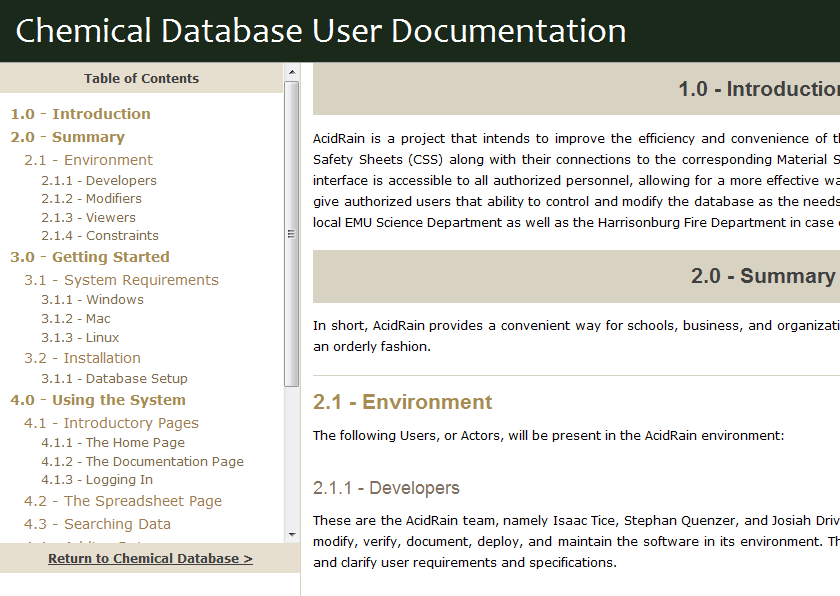 Chemical Database User Documentation
Table of Contents
1.0 - Introduction
2.0 - Summary
2.1 - Environment
2.1.1 - Developers
2.1.2 - Modifiers
2.1.3 - Viewers
2.1.4 - Constraints
3.0 - Getting Started
3.1 - System Requirements
3.1.1 - Windows
3.1.2 - Mac
3.1.3 - Linux
3.2 - Installation
3.1.1 - Database Setup
4.0 - Using the System
4.1 - Introductory Pages
4.1.1 - The Home Page
4.1.2 - The Documentation Page
4.1.3 - Logging In
4.2 - The Spreadsheet Page
4.3 - Searching Data
Return to Chemical Database >
1.0 - Introductio
AcidRain is a project that intends to improve the efficiency and convenience of
Safety Sheets (CSS) along with their connections to the corresponding Material S
interface is accessible to all authorized personnel, allowing for a more effective
give authorized users that ability to control and modify the database as the needs
local EMU Science Department as well as the Harrisonburg Fire Department in case
2.0 - Summary
In short, AcidRain provides a convenient way for schools, business, and organizati
an orderly fashion.
2.1 - Environment
The following Users, or Actors, will be present in the AcidRain environment:
2.1.1 - Developers
These are the AcidRain team, namely Isaac Tice, Stephan Quenzer, and Josiah Driv
modify, verify, document, deploy, and maintain the software in its environment. Th
and clarify user requirements and specifications.